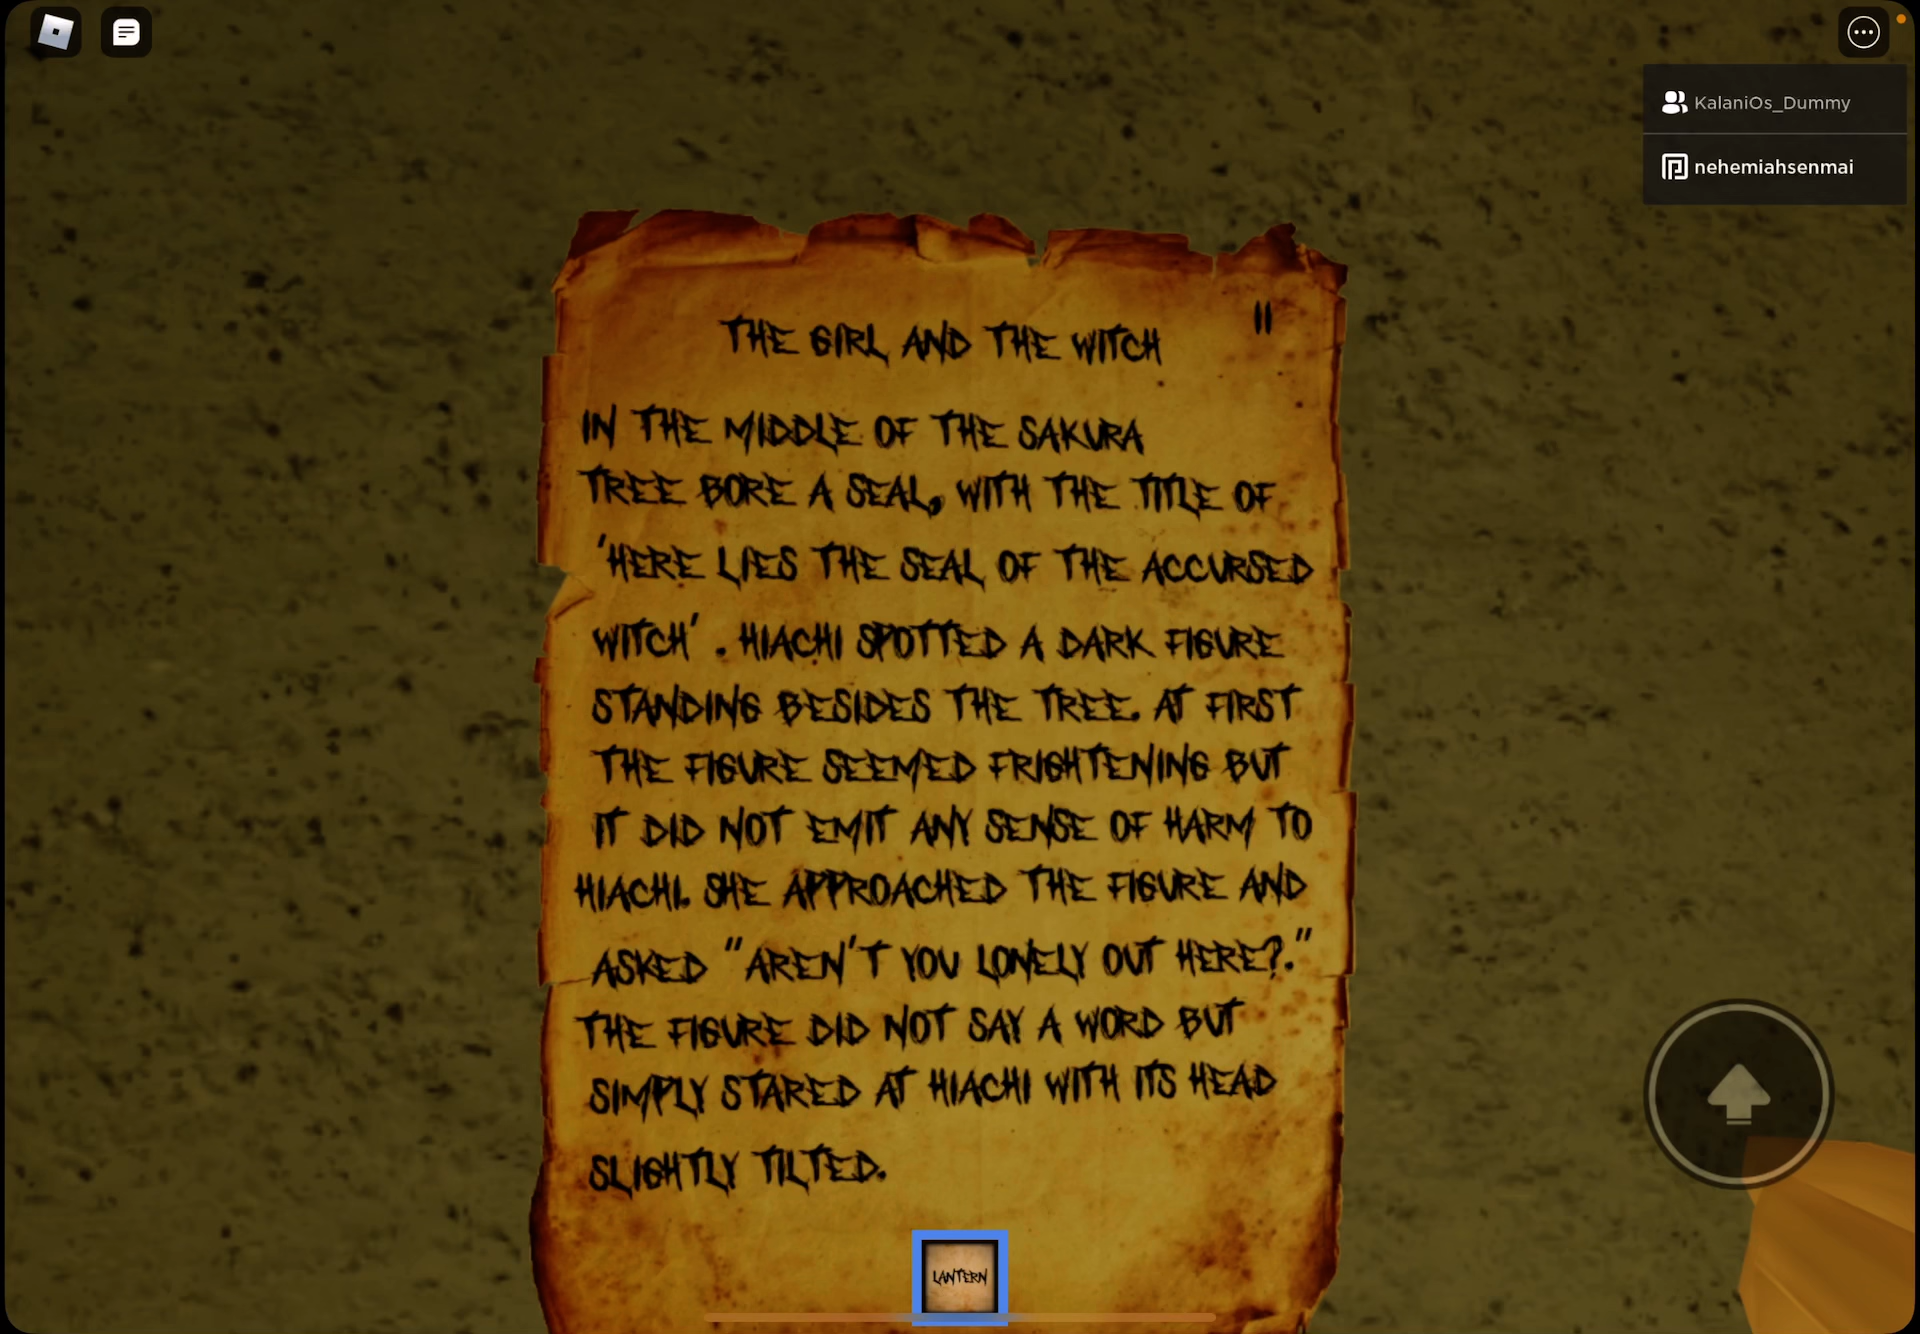 KalaniOs_Dummy
nehemiahsenmai
II
THE GIRL AND THE WITCH
IN THE MIDDLE OF THE SAKURA
TREE BORE A SEAL, WITH THE TITLE OF
'HERE LIES THE SEAL OF THE ACCURSED
WITCH' . HIACHI SPOTTED A DARK FIGURE
STANDING BESIDES THE TREE. AT FIRST
THE FIGURE SEEMED FRIGHTENING BUT
IT DID NOT EMIT ANY SENSE OF HARM TO
HIACHI. SHE APPROACHED THE FIGURE AND
ASKED "AREN'T YOU LONELY OUT HERE?."
THE FIGURE DID NOT SAY A WORD BUT
SIMPLY STARED AT HIACHI WITH ITS HEAD
SLIGHTLY TILTED.
LANTERN